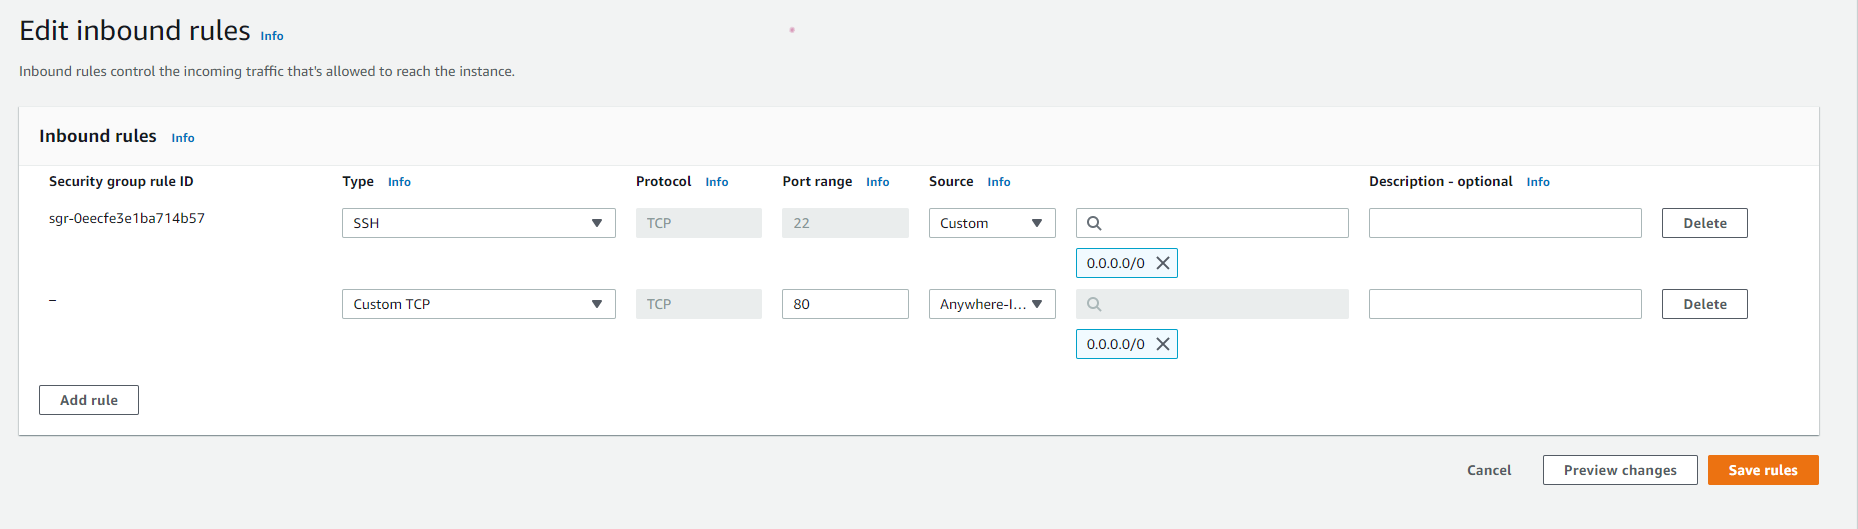 Edit inbound rules Info
Inbound rules control the incoming traffic that's allowed to reach the instance.
Inbound rules Info
Security group rule ID Type Info Protocol Info Port range Info Source Info Description - optional Info
sgr-0eecfe3e1ba714b57 SSH TCP 22 Custom Delete
0.0.0.0/0
– Custom TCP TCP 80 Anywhere-I... Delete
0.0.0.0/0
Add rule
Cancel Preview changes Save rules